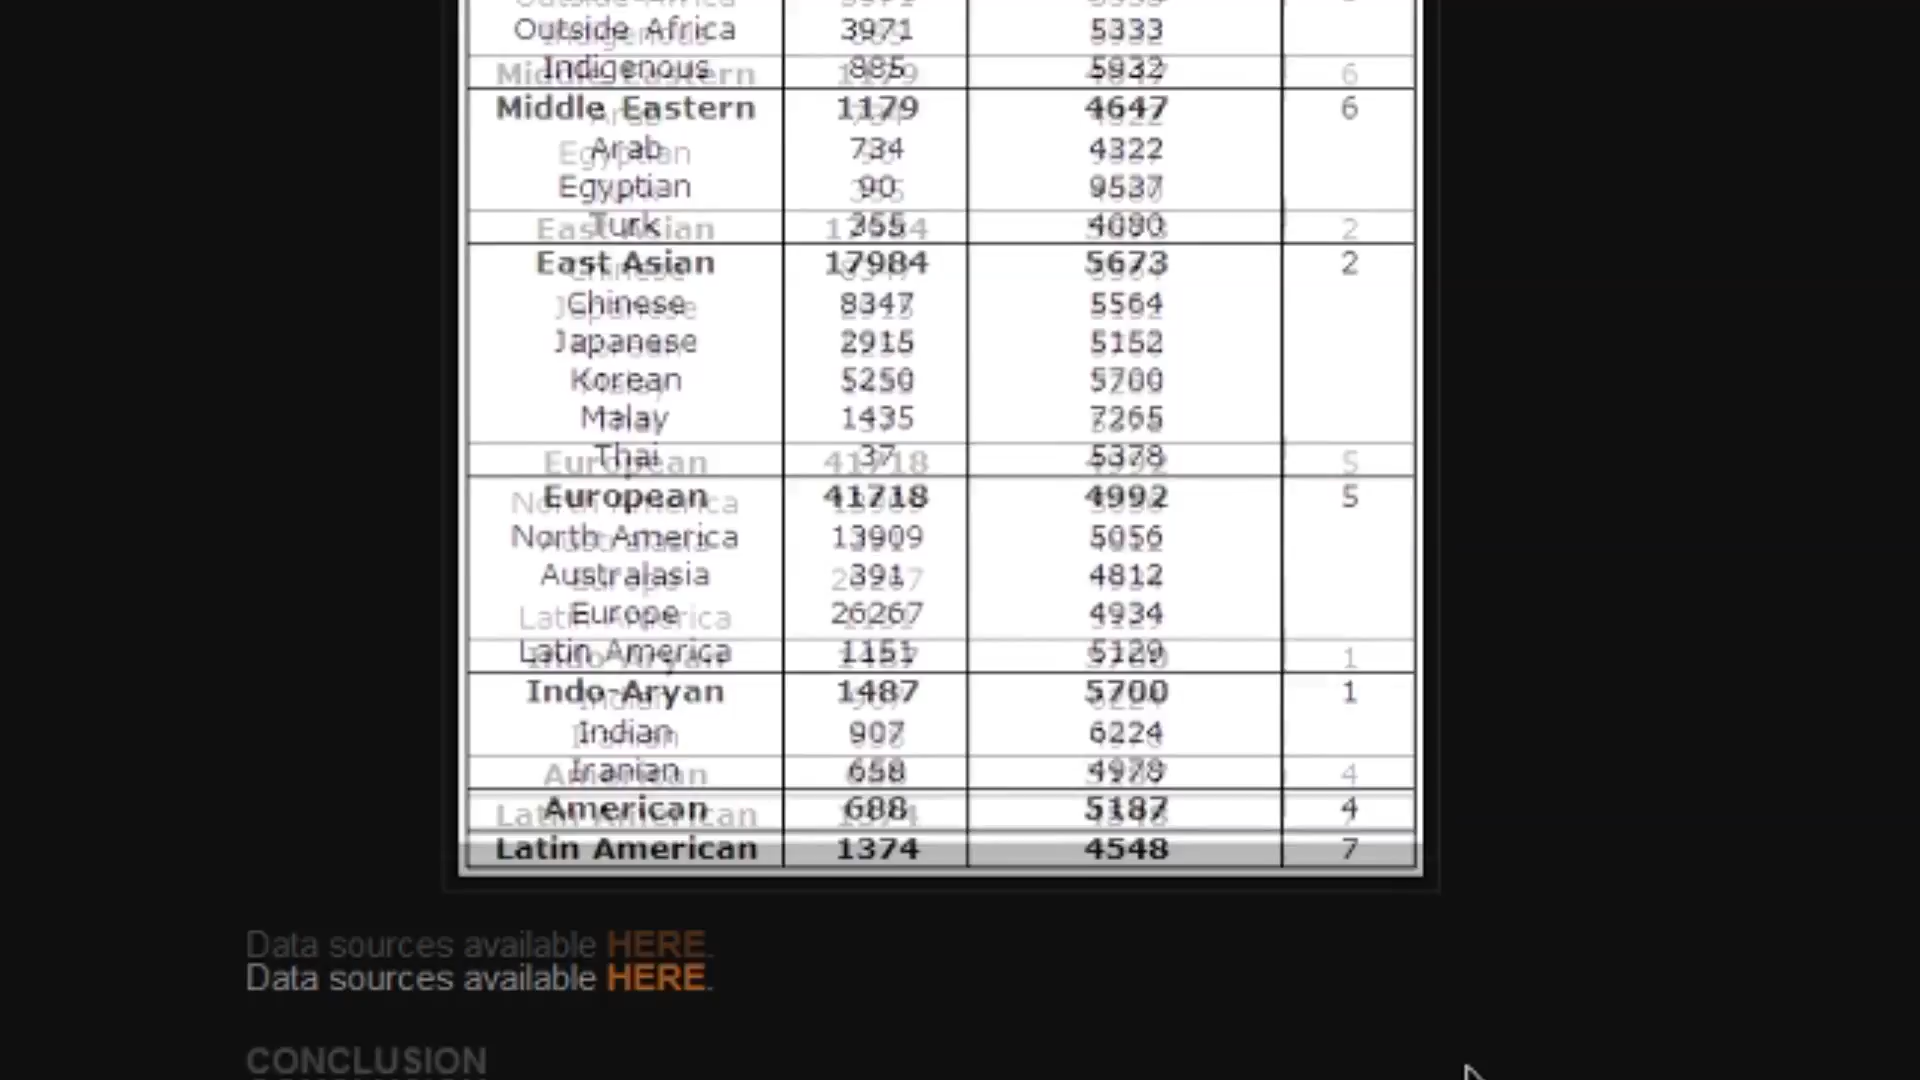 Outside Africa 3971 5333
Indigenous 885 5932
Middle Eastern 1179 4647 6
Arab 734 4322
Egyptian 90 9537
Turk 355 4080
East Asian 17984 5673 2
Chinese 8347 5564
Japanese 2915 5152
Korean 5250 5700
Malay 1435 7265
Thai 37 5378
European 41718 4992 5
North America 13909 5056
Australasia 391 4812
Europe 26267 4934
Latin America 1151 5129
Indo-Aryan 1487 5700 1
Indian 907 6224
Iranian 658 4978
American 688 5187 4
Latin American 1374 4548 7
Data sources available HERE.
Data sources available HERE.
CONCLUSION